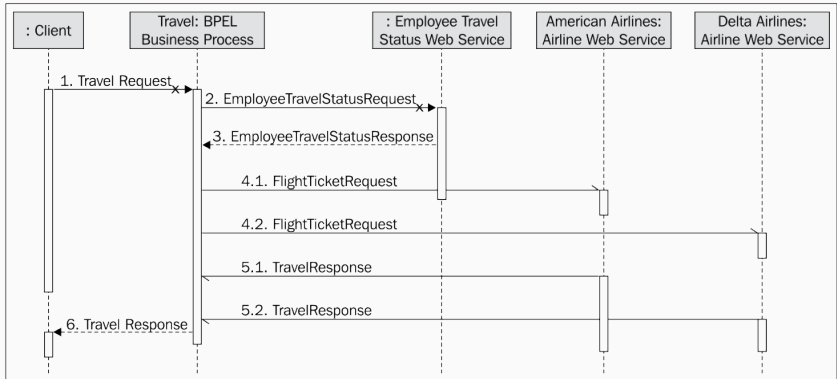 : Client
Travel: BPEL
Business Process
: Employee Travel
Status Web Service
American Airlines:
Airline Web Service
Delta Airlines:
Airline Web Service
1. Travel Request
2. EmployeeTravelStatusRequest
3. EmployeeTravelStatusResponse
4.1. FlightTicketRequest
4.2. FlightTicketRequest
5.1. TravelResponse
5.2. TravelResponse
6. Travel Response